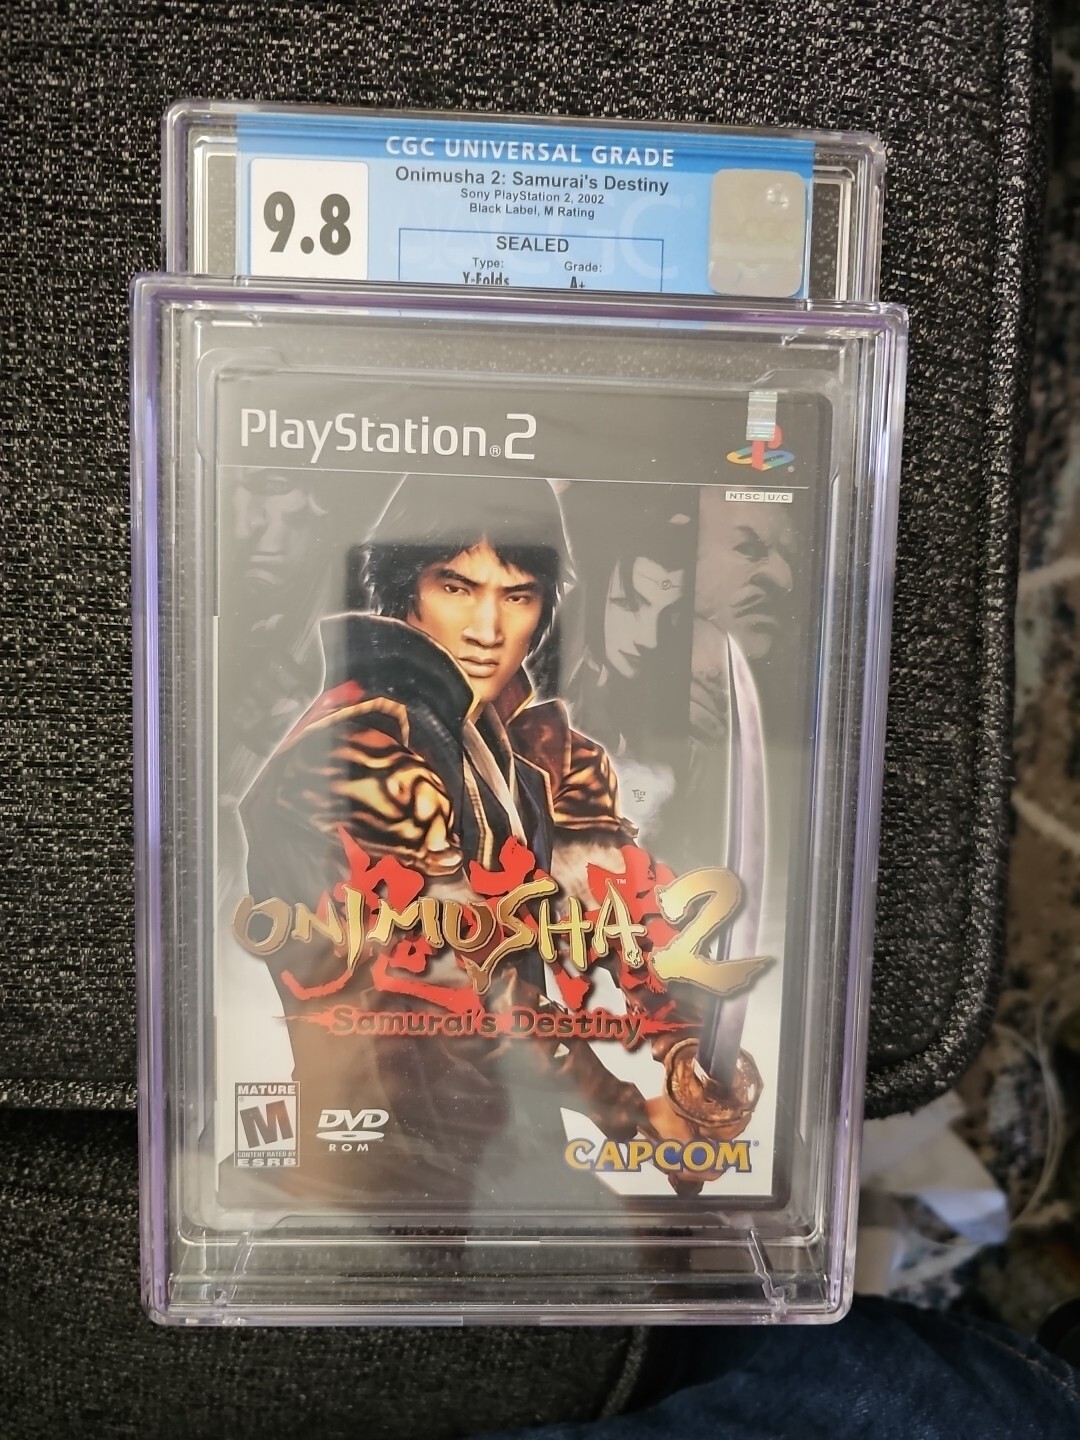 CGC UNIVERSAL GRADE
9.8
Onimusha 2: Samurai's Destiny
Sony PlayStation 2, 2002
Black Label, M Rating
SEALED
Type: Grade:
Y-Folds A+
PlayStation®2
NTSC U/C
ONIMUSHA 2™
Samurai's Destiny
MATURE
M
CONTENT RATED BY
ESRB
DVD
ROM
CAPCOM®